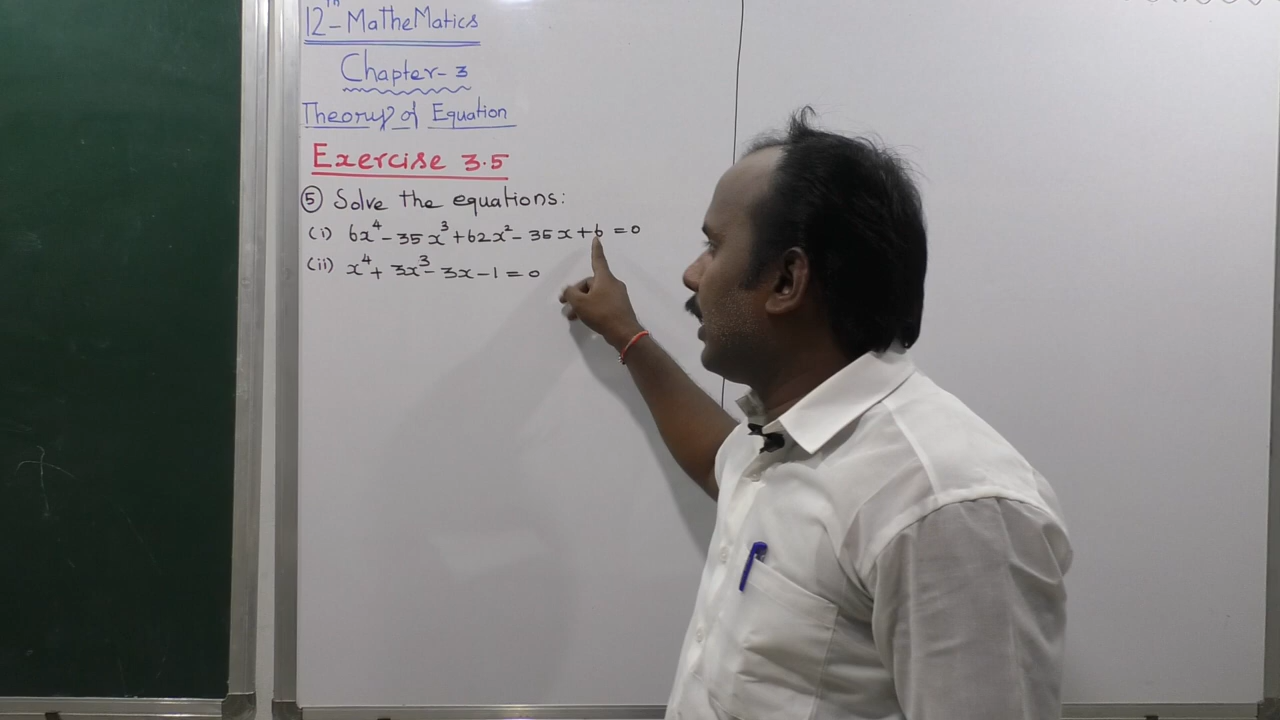 12th - MatheMatics
Chapter - 3
Theory of Equation
Exercise 3.5
⑤ Solve the equations:
(i) 6x⁴ - 35x³ + 62x² - 35x + 6 = 0
(ii) x⁴ + 3x³ - 3x - 1 = 0